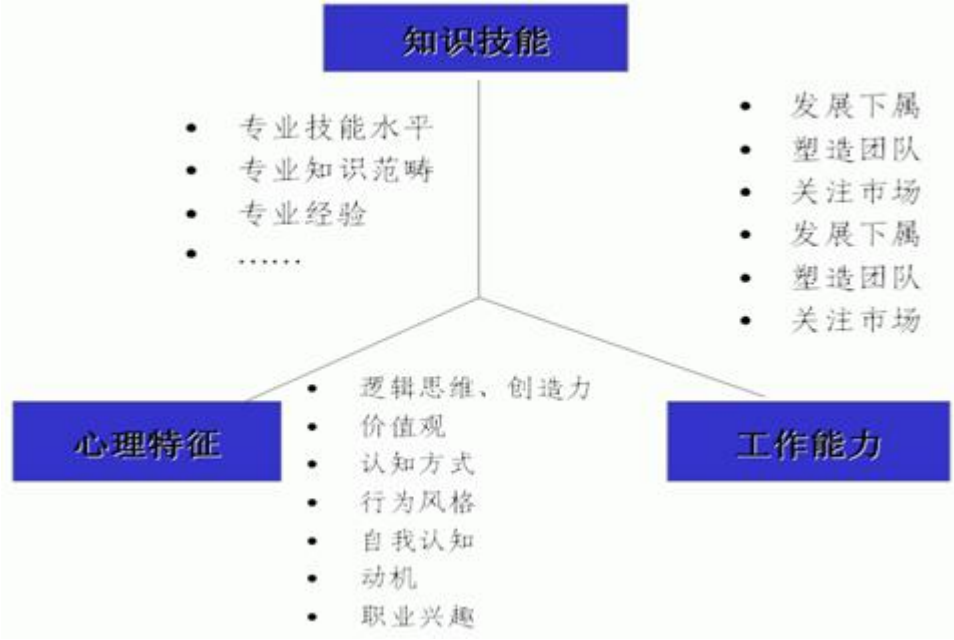 知识技能
• 专业技能水平
• 专业知识范畴
• 专业经验
• ……
• 发展下属
• 塑造团队
• 关注市场
• 发展下属
• 塑造团队
• 关注市场
心理特征
• 逻辑思维、创造力
• 价值观
• 认知方式
• 行为风格
• 自我认知
• 动机
• 职业兴趣
工作能力